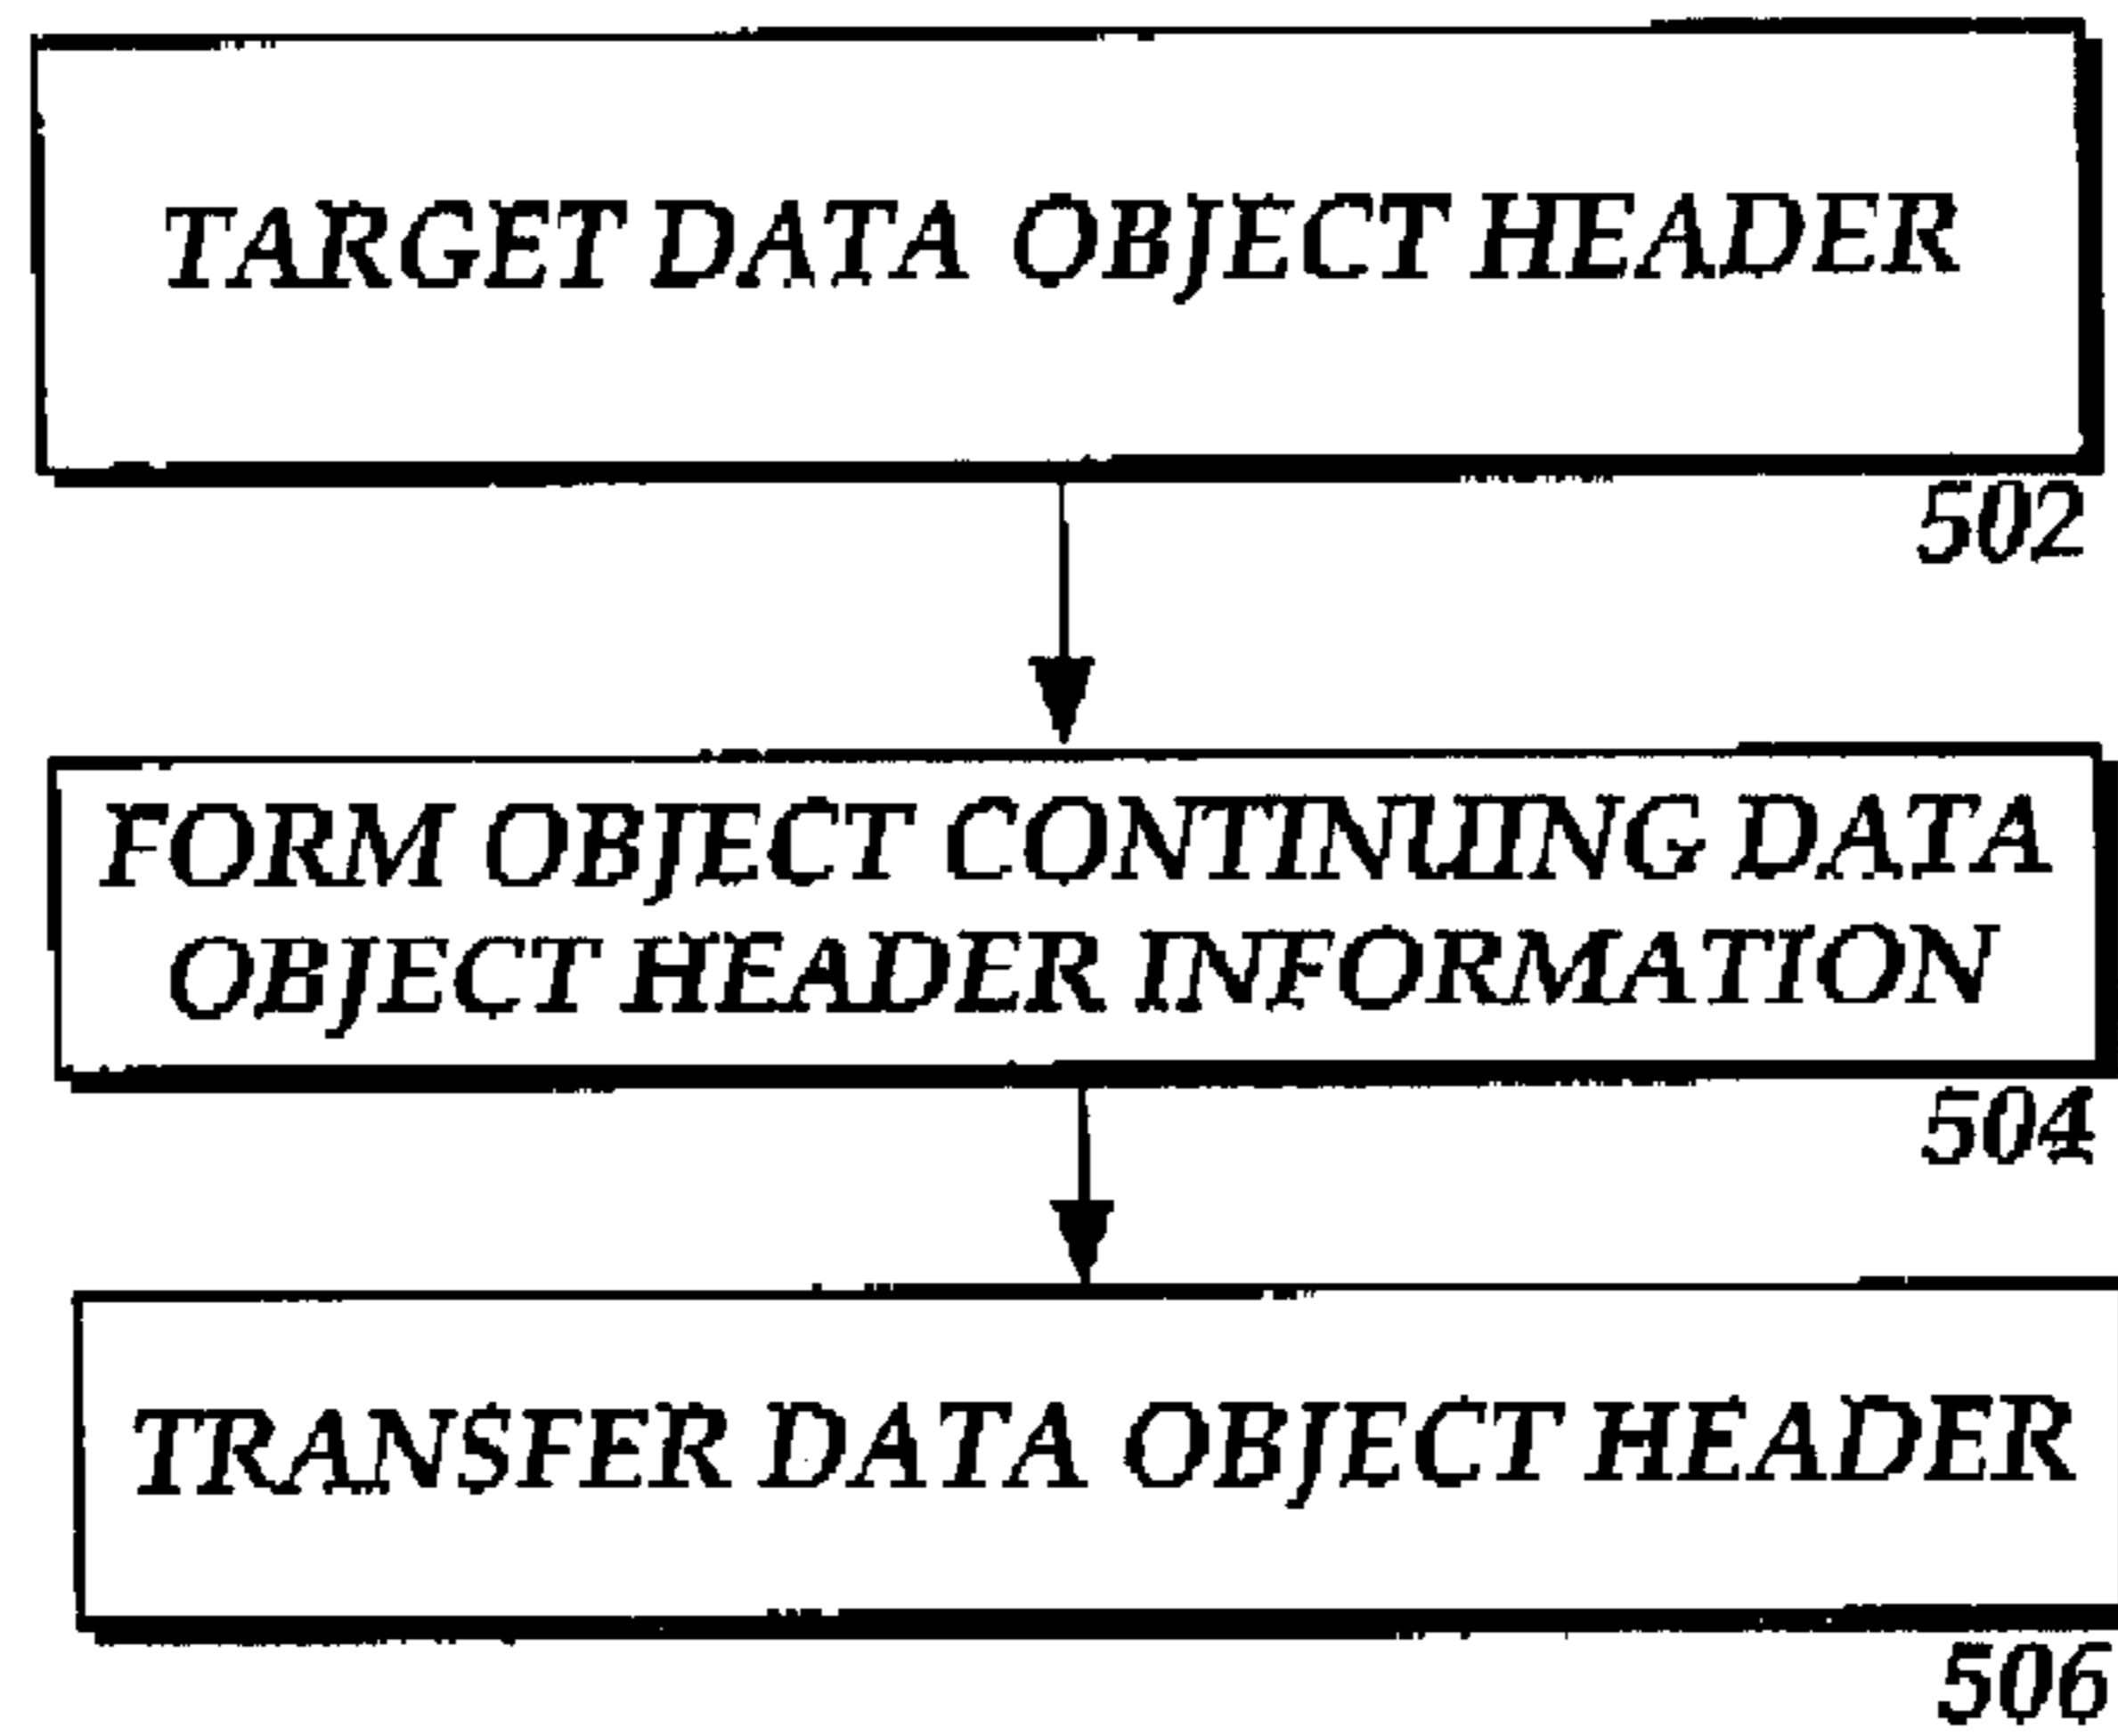 TARGET DATA OBJECT HEADER
502
FORM OBJECT CONTINUING DATA
OBJECT HEADER INFORMATION
504
TRANSFER DATA OBJECT HEADER
506